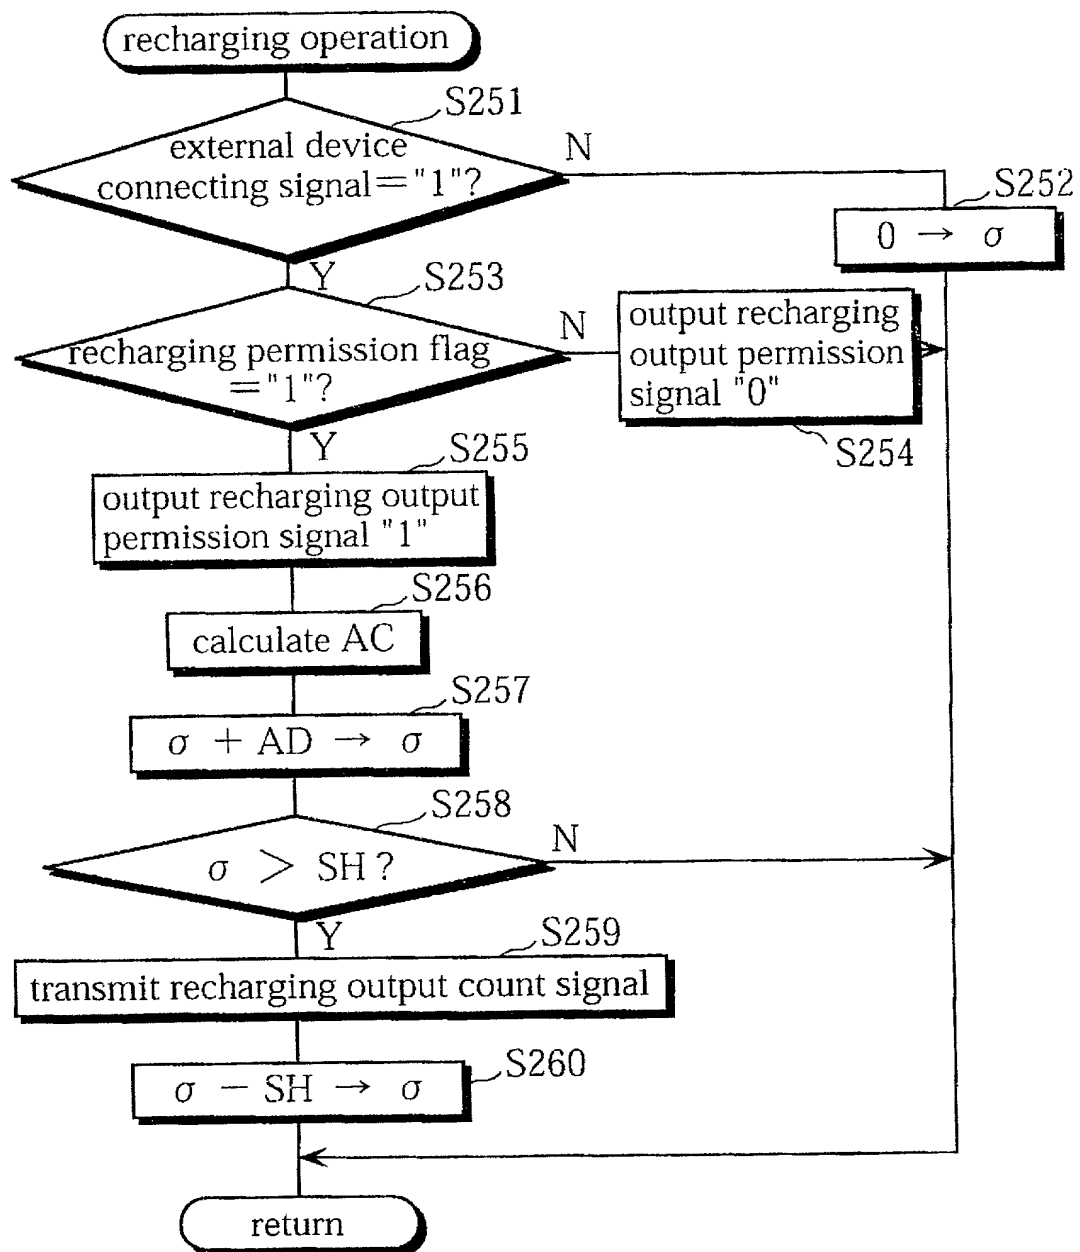 recharging operation
S251
external device
connecting signal="1"?
N
S252
0 → σ
Y
S253
recharging permission flag
="1"?
N
output recharging
output permission
signal "0"
S254
Y
S255
output recharging output
permission signal "1"
S256
calculate AC
S257
σ + AD → σ
S258
σ > SH?
N
Y
S259
transmit recharging output count signal
S260
σ − SH → σ
return